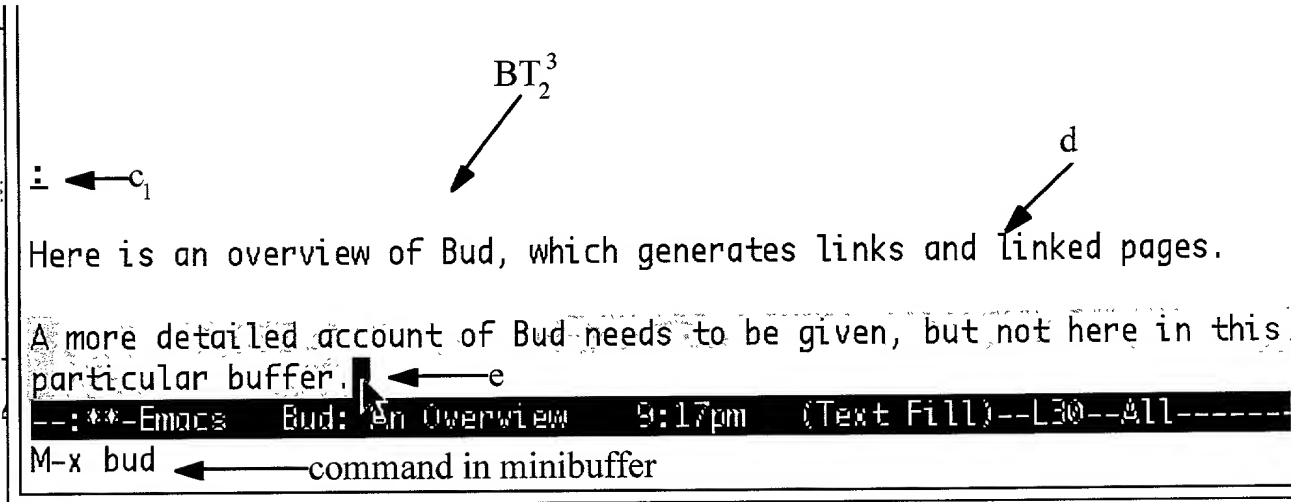 BT₂³
d
: c₁
Here is an overview of Bud, which generates links and linked pages.
A more detailed account of Bud needs to be given, but not here in this
particular buffer. e
--:**-Emacs Bud: An Overview 9:17pm (Text Fill)--L30--All-------
M-x bud command in minibuffer